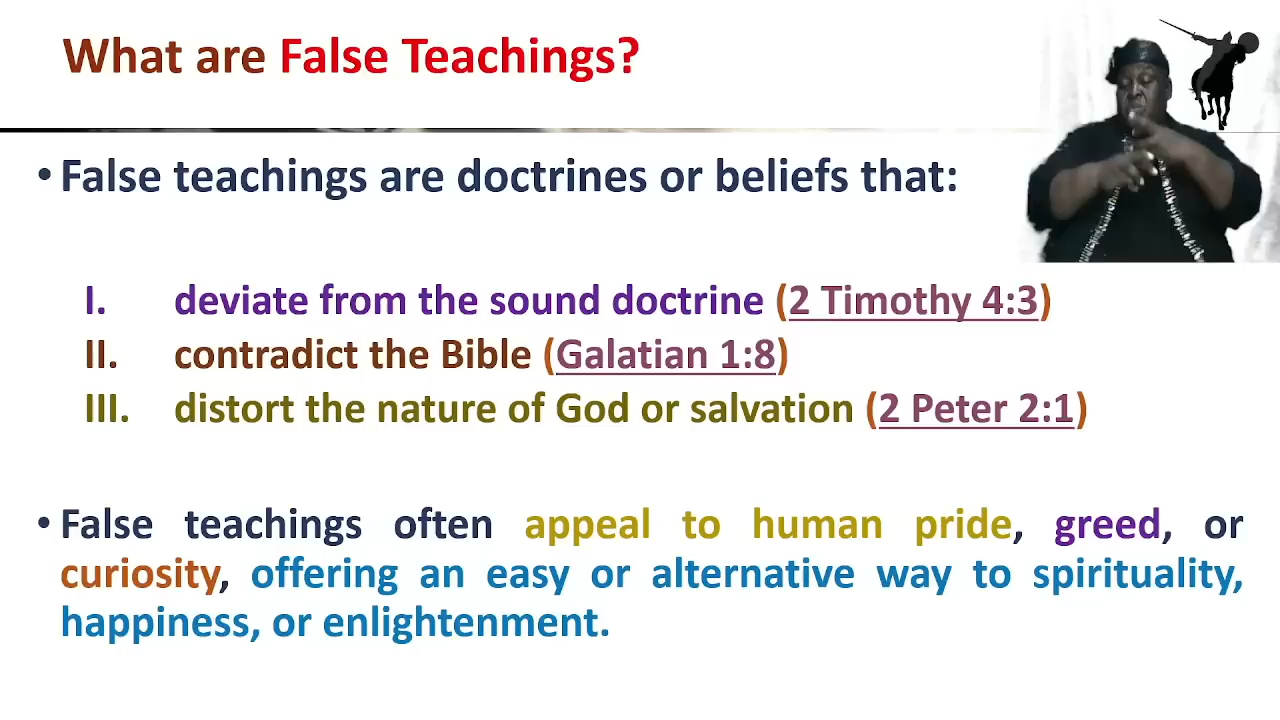 What are False Teachings?
• False teachings are doctrines or beliefs that:
I. deviate from the sound doctrine (2 Timothy 4:3)
II. contradict the Bible (Galatian 1:8)
III. distort the nature of God or salvation (2 Peter 2:1)
• False teachings often appeal to human pride, greed, or
curiosity, offering an easy or alternative way to spirituality,
happiness, or enlightenment.